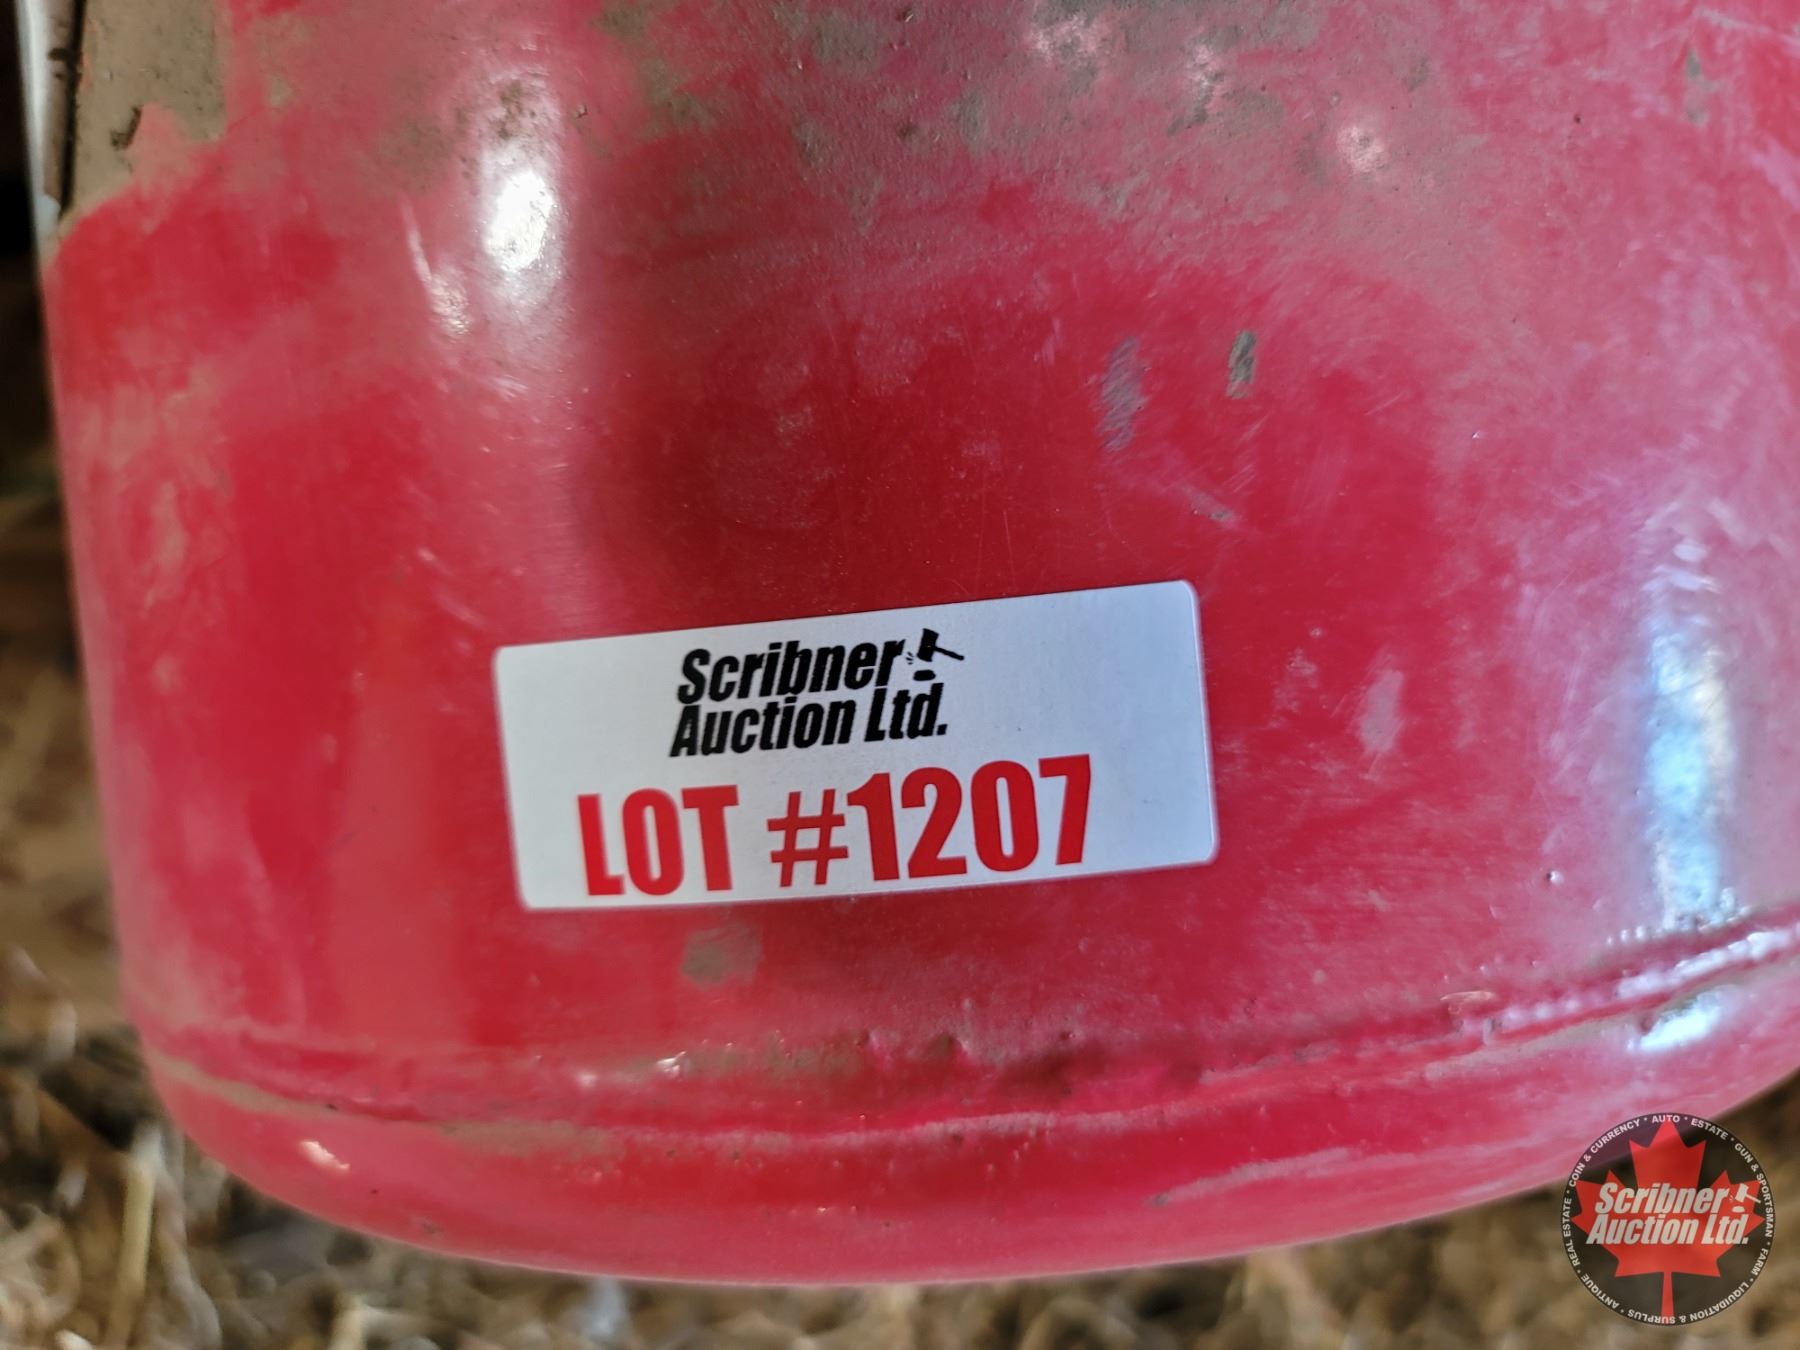 Scribner
Auction Ltd.
LOT #1207
REAL ESTATE * COIN & CURRENCY * AUTO * ESTATE * GUN & SPORTSMAN * FARM * LIQUIDATION & SURPLUS * ANTIQUE *
Scribner
Auction Ltd.